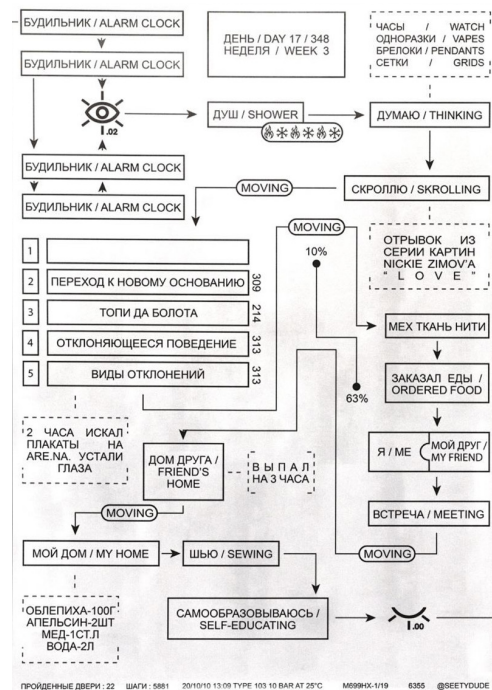 БУДИЛЬНИК / ALARM CLOCK
БУДИЛЬНИК / ALARM CLOCK
ДЕНЬ / DAY 17 / 348
НЕДЕЛЯ / WEEK 3
ЧАСЫ / WATCH
ОДНОРАЗКИ / VAPES
БРЕЛОКИ / PENDANTS
СЕТКИ / GRIDS
1.02
ДУШ / SHOWER
ДУМАЮ / THINKING
БУДИЛЬНИК / ALARM CLOCK
БУДИЛЬНИК / ALARM CLOCK
MOVING
СКРОЛЛЮ / SKROLLING
MOVING
10%
ОТРЫВОК ИЗ
СЕРИИ КАРТИН
NICKIE ZIMOV'A
“ L O V E ”
1
2 ПЕРЕХОД К НОВОМУ ОСНОВАНИЮ 309
3 ТОПИ ДА БОЛОТА 214
4 ОТКЛОНЯЮЩЕЕСЯ ПОВЕДЕНИЕ 313
5 ВИДЫ ОТКЛОНЕНИЙ 313
63%
МЕХ ТКАНЬ НИТИ
ЗАКАЗАЛ ЕДЫ /
ORDERED FOOD
2 ЧАСА ИСКАЛ
ПЛАКАТЫ НА
ARE.NA. УСТАЛИ
ГЛАЗА
ДОМ ДРУГА /
FRIEND'S
HOME
В Ы П А Л
НА 3 ЧАСА
Я / ME
МОЙ ДРУГ /
MY FRIEND
MOVING
ВСТРЕЧА / MEETING
МОЙ ДОМ / MY HOME
ШЬЮ / SEWING
MOVING
ОБЛЕПИХА-100Г
АПЕЛЬСИН-2ШТ
МЕД-1СТ.Л
ВОДА-2Л
САМООБРАЗОВЫВАЮСЬ /
SELF-EDUCATING
1.00
ПРОЙДЕННЫЕ ДВЕРИ : 22 ШАГИ : 5881 20/10/10 13:09 TYPE 103 10 BAR AT 25°C M699HX-1/19 6355 @SEETYDUDE